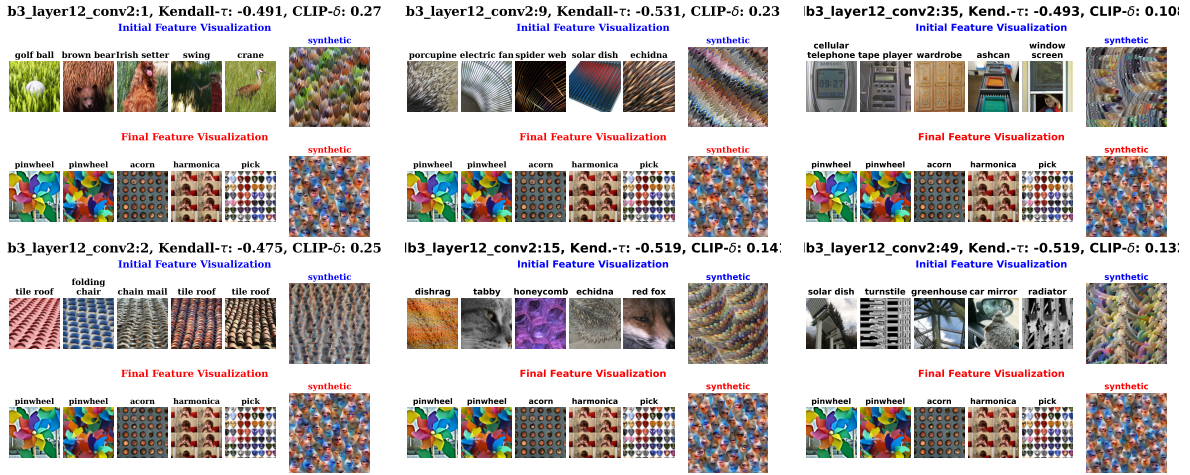 b3_layer12_conv2:1, Kendall-τ: -0.491, CLIP-δ: 0.27
Initial Feature Visualization
synthetic
golf ball brown bear Irish setter swing crane
Final Feature Visualization
synthetic
pinwheel pinwheel acorn harmonica pick
b3_layer12_conv2:9, Kendall-τ: -0.531, CLIP-δ: 0.23
Initial Feature Visualization
synthetic
porcupine electric fan spider web solar dish echidna
Final Feature Visualization
synthetic
pinwheel pinwheel acorn harmonica pick
b3_layer12_conv2:35, Kend.-τ: -0.493, CLIP-δ: 0.108
Initial Feature Visualization
synthetic
cellular telephone tape player wardrobe ashcan window screen
09:27
Final Feature Visualization
synthetic
pinwheel pinwheel acorn harmonica pick
b3_layer12_conv2:2, Kendall-τ: -0.475, CLIP-δ: 0.25
Initial Feature Visualization
synthetic
tile roof folding chair chain mail tile roof tile roof
Final Feature Visualization
synthetic
pinwheel pinwheel acorn harmonica pick
b3_layer12_conv2:15, Kend.-τ: -0.519, CLIP-δ: 0.14
Initial Feature Visualization
synthetic
dishrag tabby honeycomb echidna red fox
Final Feature Visualization
synthetic
pinwheel pinwheel acorn harmonica pick
b3_layer12_conv2:49, Kend.-τ: -0.519, CLIP-δ: 0.13
Initial Feature Visualization
synthetic
solar dish turnstile greenhouse car mirror radiator
Final Feature Visualization
synthetic
pinwheel pinwheel acorn harmonica pick